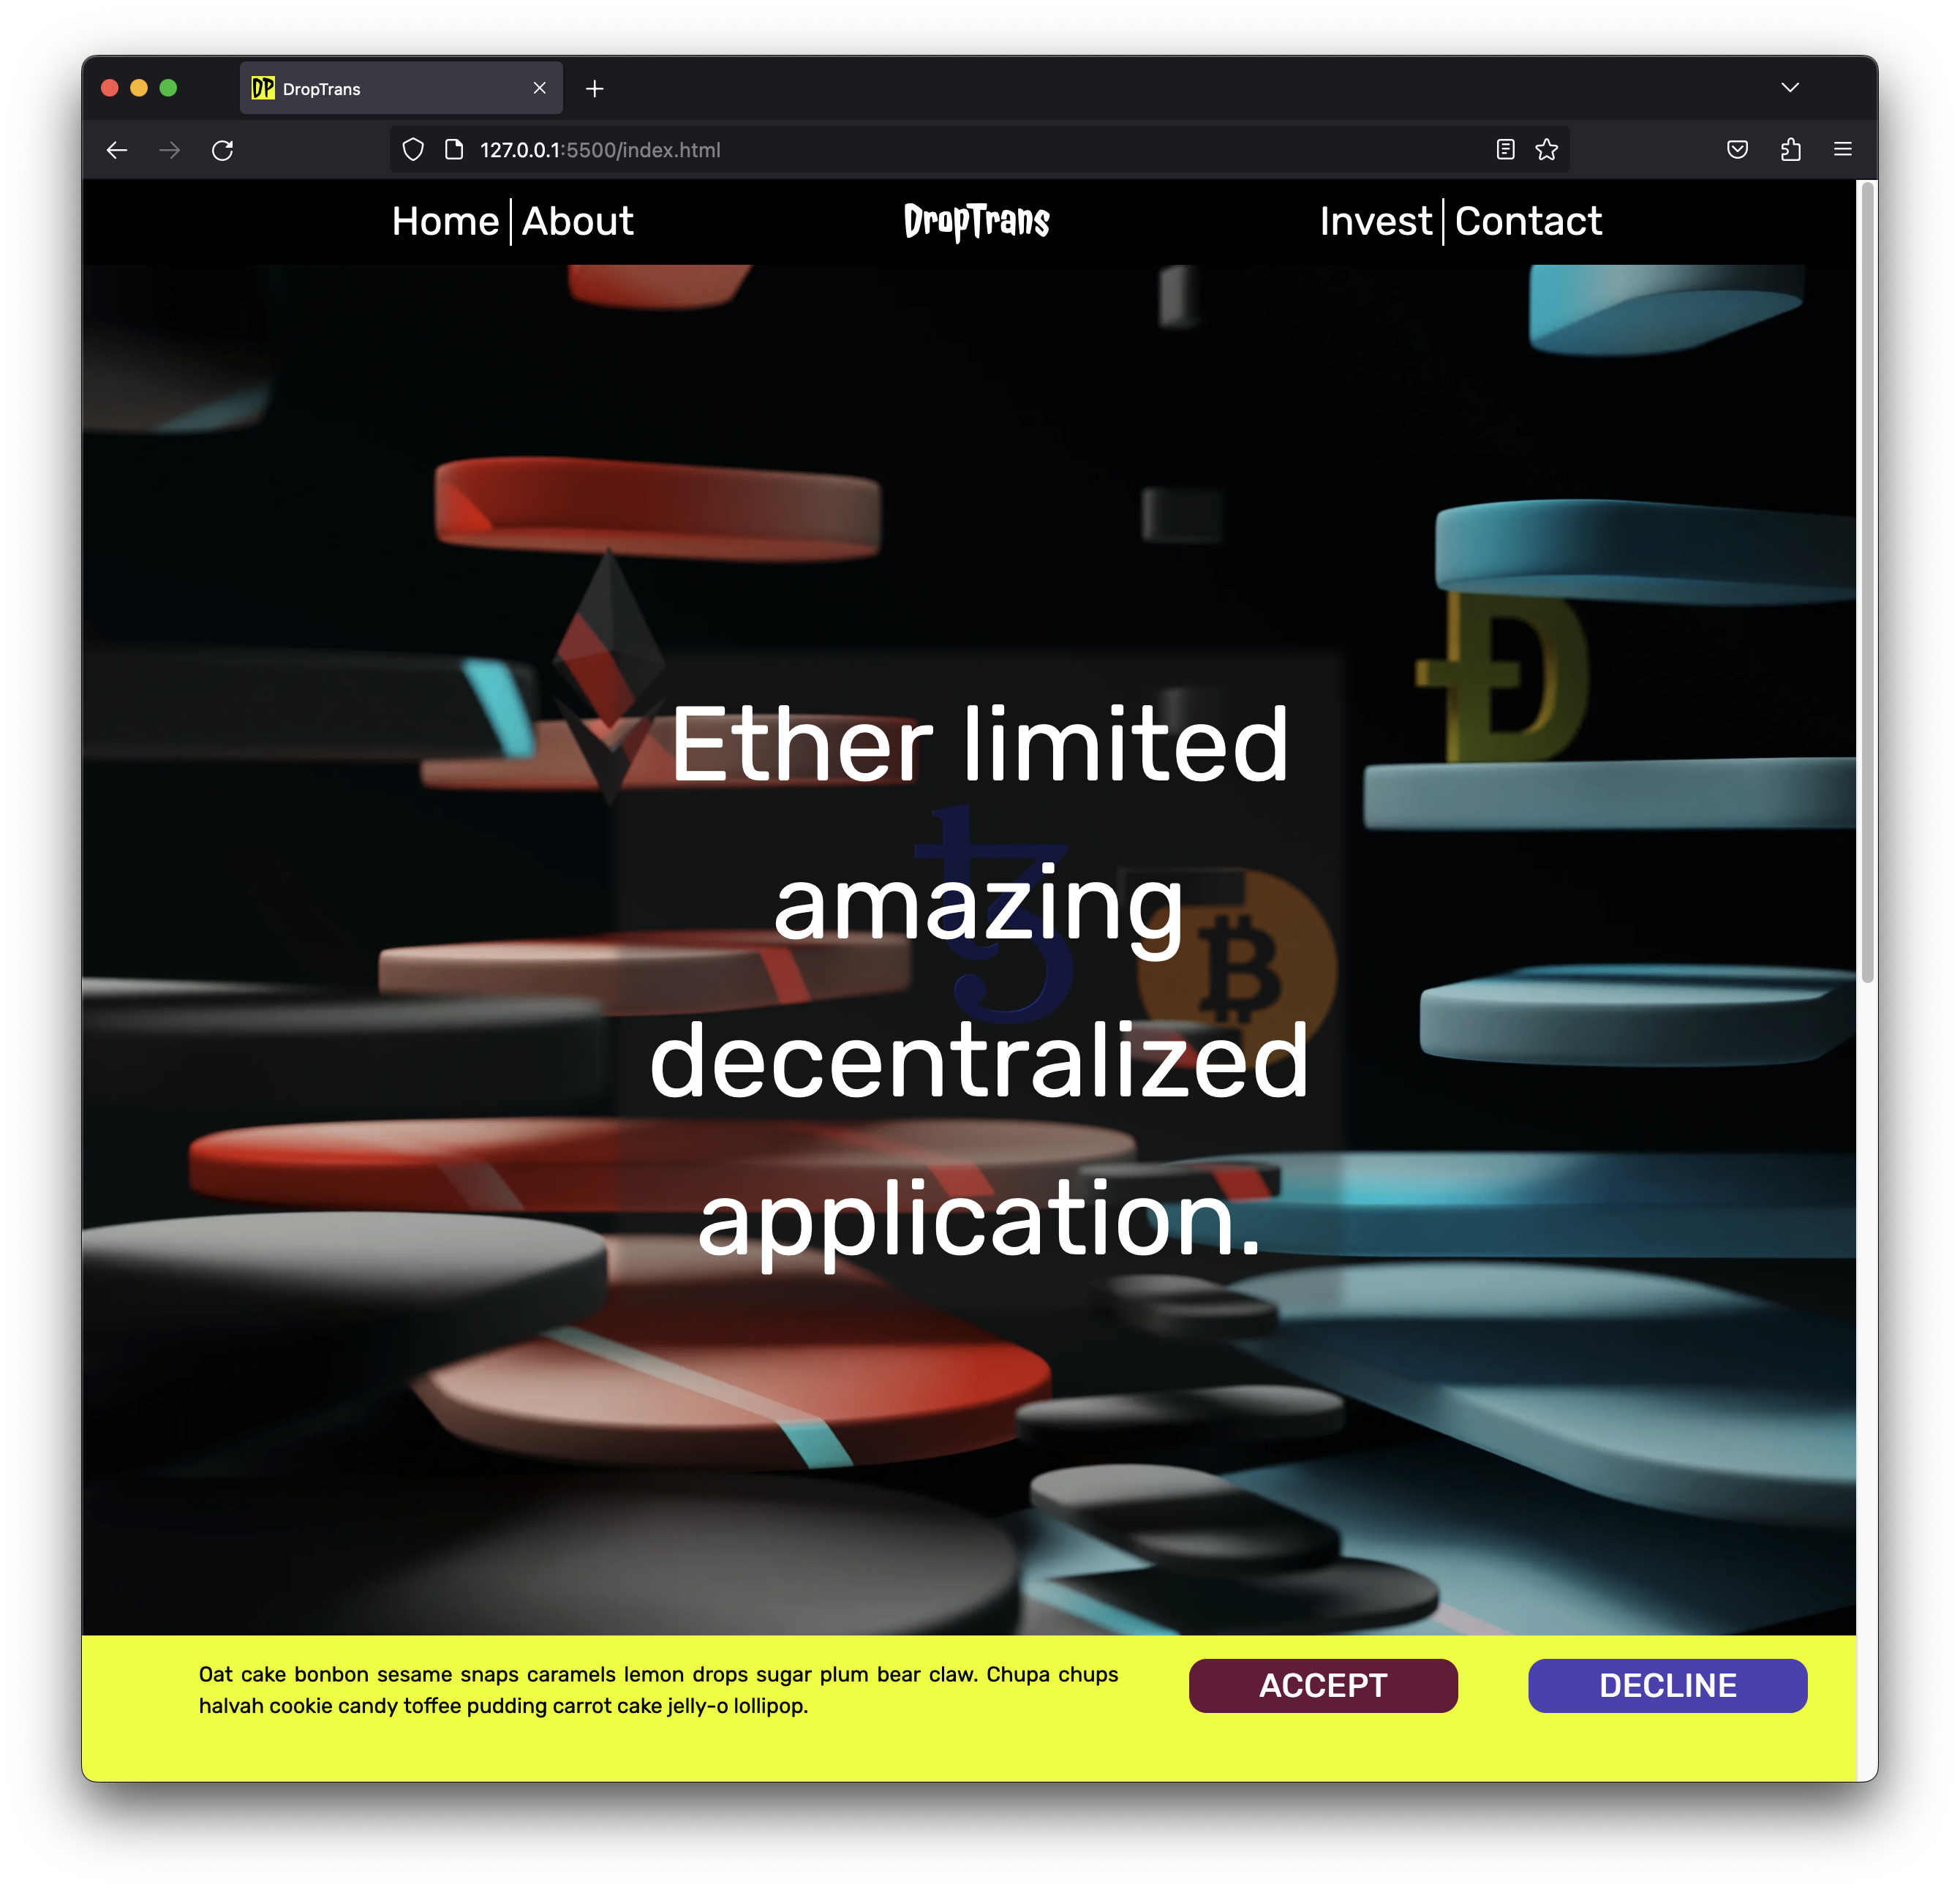 DP DropTrans
127.0.0.1:5500/index.html
Home About DropTrans Invest Contact
Ether limited
amazing
decentralized
application.
Oat cake bonbon sesame snaps caramels lemon drops sugar plum bear claw. Chupa chups
halvah cookie candy toffee pudding carrot cake jelly-o lollipop.
ACCEPT DECLINE